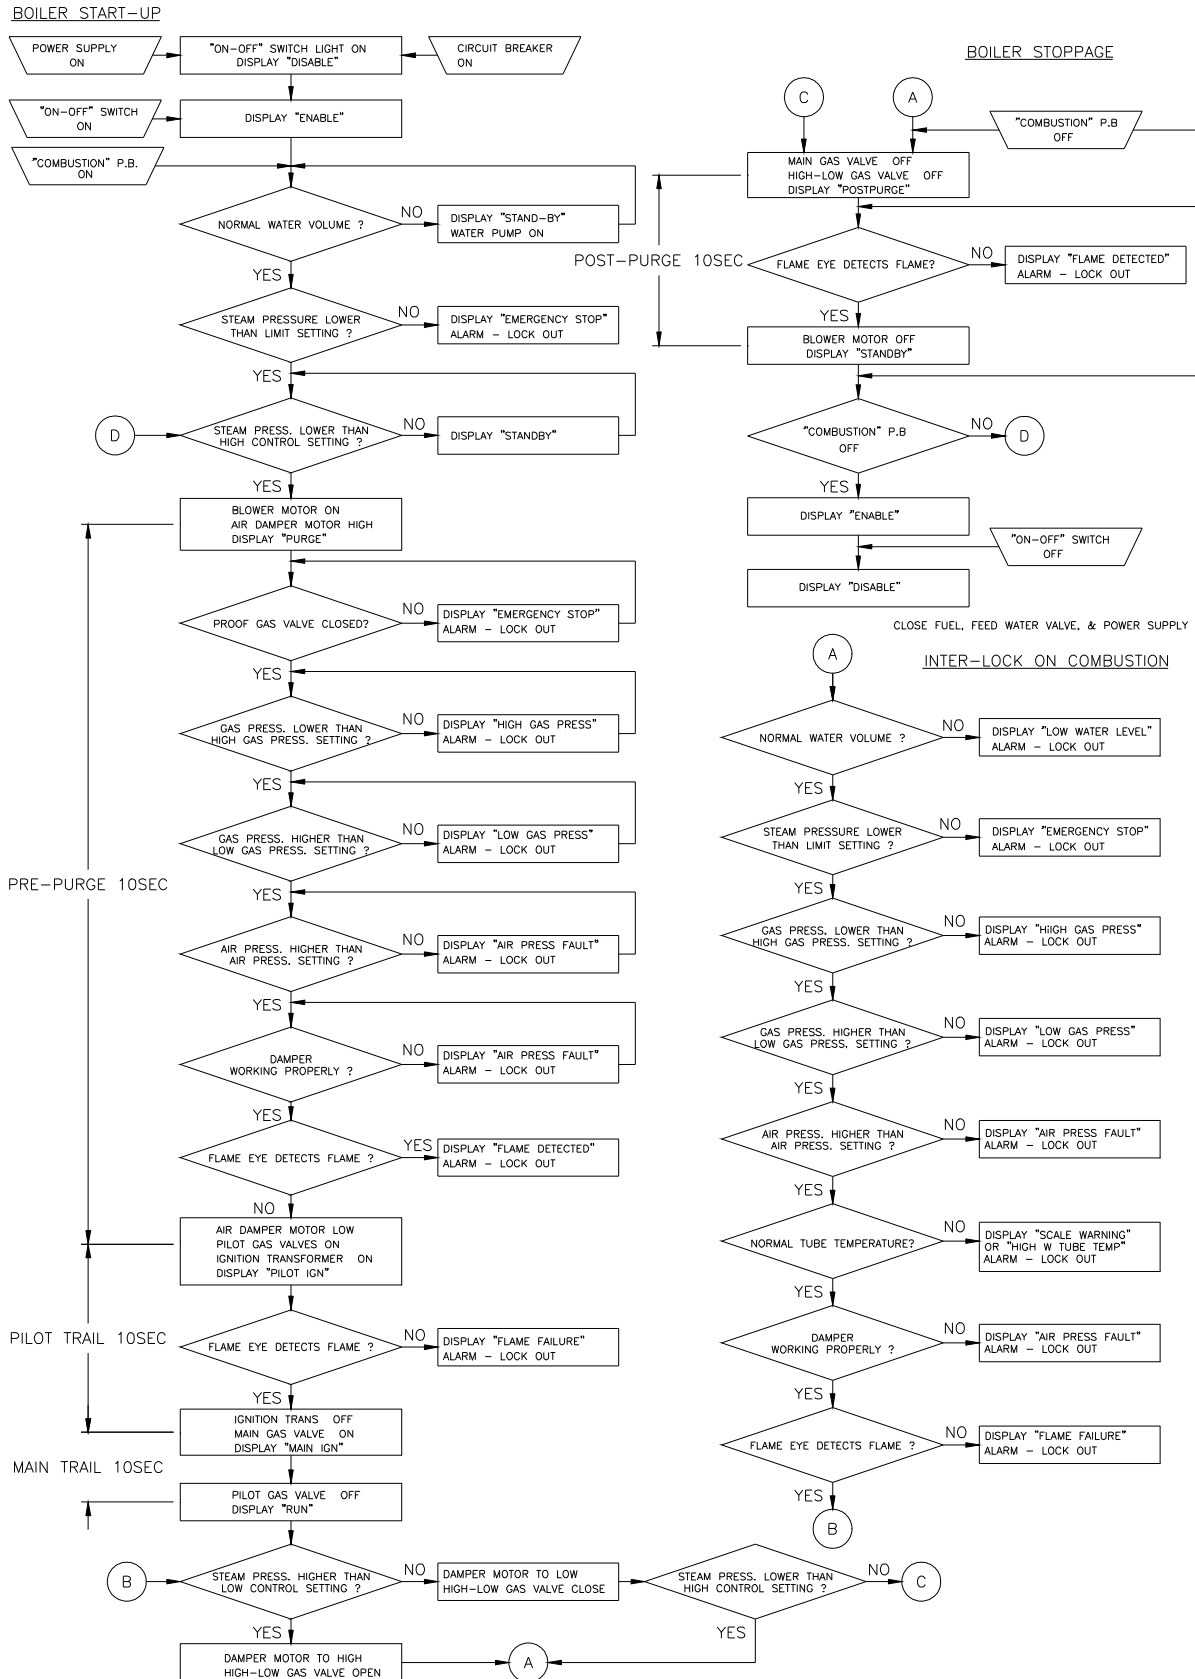 BOILER START-UP
POWER SUPPLY
ON
"ON-OFF" SWITCH LIGHT ON
DISPLAY "DISABLE"
CIRCUIT BREAKER
ON
"ON-OFF" SWITCH
ON
DISPLAY "ENABLE"
"COMBUSTION" P.B.
ON
NORMAL WATER VOLUME ?
NO
DISPLAY "STAND-BY"
WATER PUMP ON
YES
STEAM PRESSURE LOWER
THAN LIMIT SETTING ?
NO
DISPLAY "EMERGENCY STOP"
ALARM - LOCK OUT
YES
D
STEAM PRESS. LOWER THAN
HIGH CONTROL SETTING ?
NO
DISPLAY "STANDBY"
YES
BLOWER MOTOR ON
AIR DAMPER MOTOR HIGH
DISPLAY "PURGE"
PROOF GAS VALVE CLOSED?
NO
DISPLAY "EMERGENCY STOP"
ALARM - LOCK OUT
YES
GAS PRESS. LOWER THAN
HIGH GAS PRESS. SETTING ?
NO
DISPLAY "HIGH GAS PRESS"
ALARM - LOCK OUT
YES
GAS PRESS. HIGHER THAN
LOW GAS PRESS. SETTING ?
NO
DISPLAY "LOW GAS PRESS"
ALARM - LOCK OUT
PRE-PURGE 10SEC
YES
AIR PRESS. HIGHER THAN
AIR PRESS. SETTING ?
NO
DISPLAY "AIR PRESS FAULT"
ALARM - LOCK OUT
YES
DAMPER
WORKING PROPERLY ?
NO
DISPLAY "AIR PRESS FAULT"
ALARM - LOCK OUT
YES
FLAME EYE DETECTS FLAME ?
YES
DISPLAY "FLAME DETECTED"
ALARM - LOCK OUT
NO
AIR DAMPER MOTOR LOW
PILOT GAS VALVES ON
IGNITION TRANSFORMER ON
DISPLAY "PILOT IGN"
PILOT TRAIL 10SEC
FLAME EYE DETECTS FLAME ?
NO
DISPLAY "FLAME FAILURE"
ALARM - LOCK OUT
YES
IGNITION TRANS OFF
MAIN GAS VALVE ON
DISPLAY "MAIN IGN"
MAIN TRAIL 10SEC
PILOT GAS VALVE OFF
DISPLAY "RUN"
B
STEAM PRESS. HIGHER THAN
LOW CONTROL SETTING ?
NO
DAMPER MOTOR TO LOW
HIGH-LOW GAS VALVE CLOSE
STEAM PRESS. LOWER THAN
HIGH CONTROL SETTING ?
NO
C
YES
YES
DAMPER MOTOR TO HIGH
HIGH-LOW GAS VALVE OPEN
A
BOILER STOPPAGE
C
A
"COMBUSTION" P.B
OFF
MAIN GAS VALVE OFF
HIGH-LOW GAS VALVE OFF
DISPLAY "POSTPURGE"
POST-PURGE 10SEC
FLAME EYE DETECTS FLAME?
NO
DISPLAY "FLAME DETECTED"
ALARM - LOCK OUT
YES
BLOWER MOTOR OFF
DISPLAY "STANDBY"
"COMBUSTION" P.B
OFF
NO
D
YES
DISPLAY "ENABLE"
"ON-OFF" SWITCH
OFF
DISPLAY "DISABLE"
CLOSE FUEL, FEED WATER VALVE, & POWER SUPPLY
A
INTER-LOCK ON COMBUSTION
NORMAL WATER VOLUME ?
NO
DISPLAY "LOW WATER LEVEL"
ALARM - LOCK OUT
YES
STEAM PRESSURE LOWER
THAN LIMIT SETTING ?
NO
DISPLAY "EMERGENCY STOP"
ALARM - LOCK OUT
YES
GAS PRESS. LOWER THAN
HIGH GAS PRESS. SETTING ?
NO
DISPLAY "HIIGH GAS PRESS"
ALARM - LOCK OUT
YES
GAS PRESS. HIGHER THAN
LOW GAS PRESS. SETTING ?
NO
DISPLAY "LOW GAS PRESS"
ALARM - LOCK OUT
YES
AIR PRESS. HIGHER THAN
AIR PRESS. SETTING ?
NO
DISPLAY "AIR PRESS FAULT"
ALARM - LOCK OUT
YES
NORMAL TUBE TEMPERATURE?
NO
DISPLAY "SCALE WARNING"
OR "HIGH W TUBE TEMP"
ALARM - LOCK OUT
YES
DAMPER
WORKING PROPERLY ?
NO
DISPLAY "AIR PRESS FAULT"
ALARM - LOCK OUT
YES
FLAME EYE DETECTS FLAME ?
NO
DISPLAY "FLAME FAILURE"
ALARM - LOCK OUT
YES
B